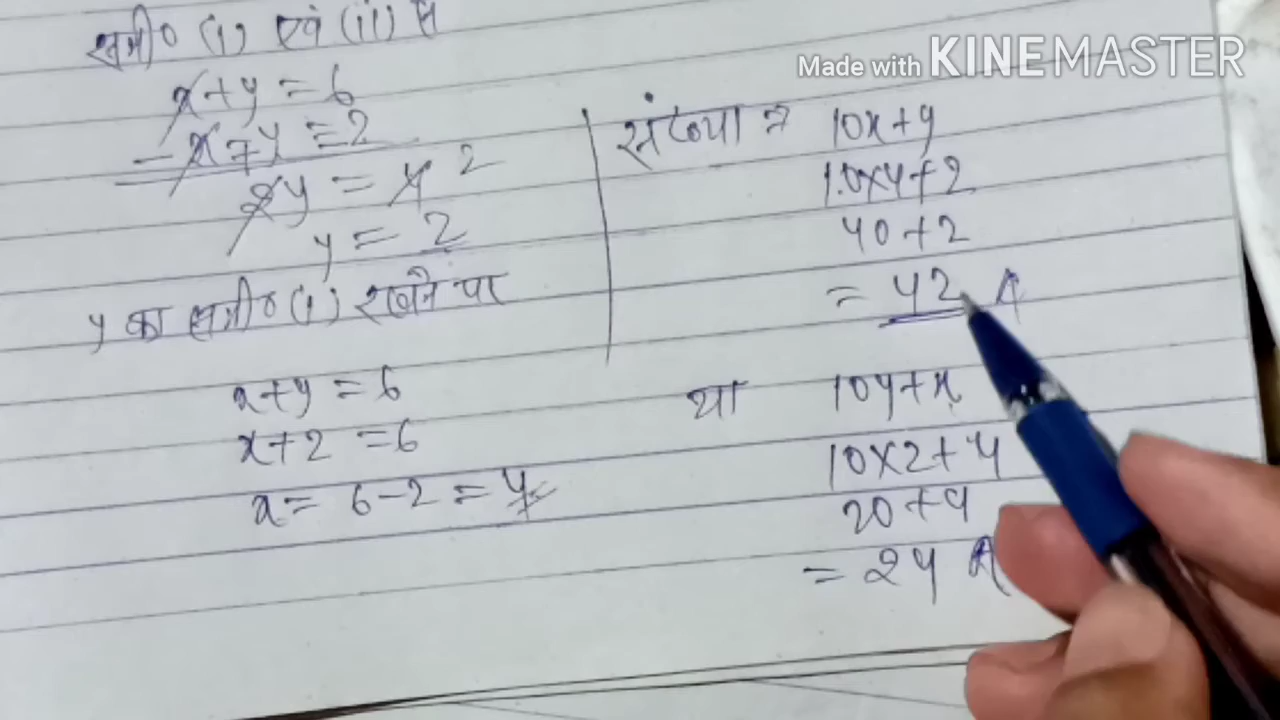 Made with KINEMASTER
समी० (i) एवं (ii) से
x+y = 6
- x - y = 2
2y = 4 2
y = 2
y का समी० (i) रखने पर
x+y = 6
x+2 = 6
x = 6-2 = 4
संख्या = 10x+y
10×4+2
40+2
= 42 A
या 10y+x
10×2+4
20+4
= 24 A